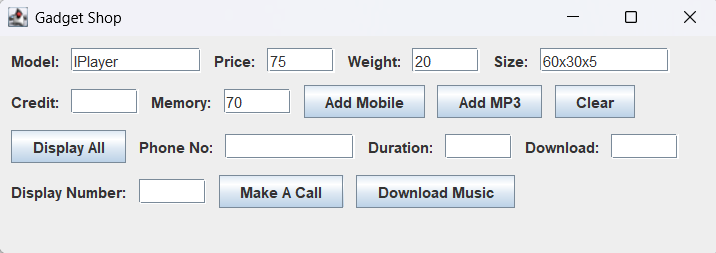 Gadget Shop
Model: IPlayer Price: 75 Weight: 20 Size: 60x30x5
Credit: Memory: 70 Add Mobile Add MP3 Clear
Display All Phone No: Duration: Download:
Display Number: Make A Call Download Music